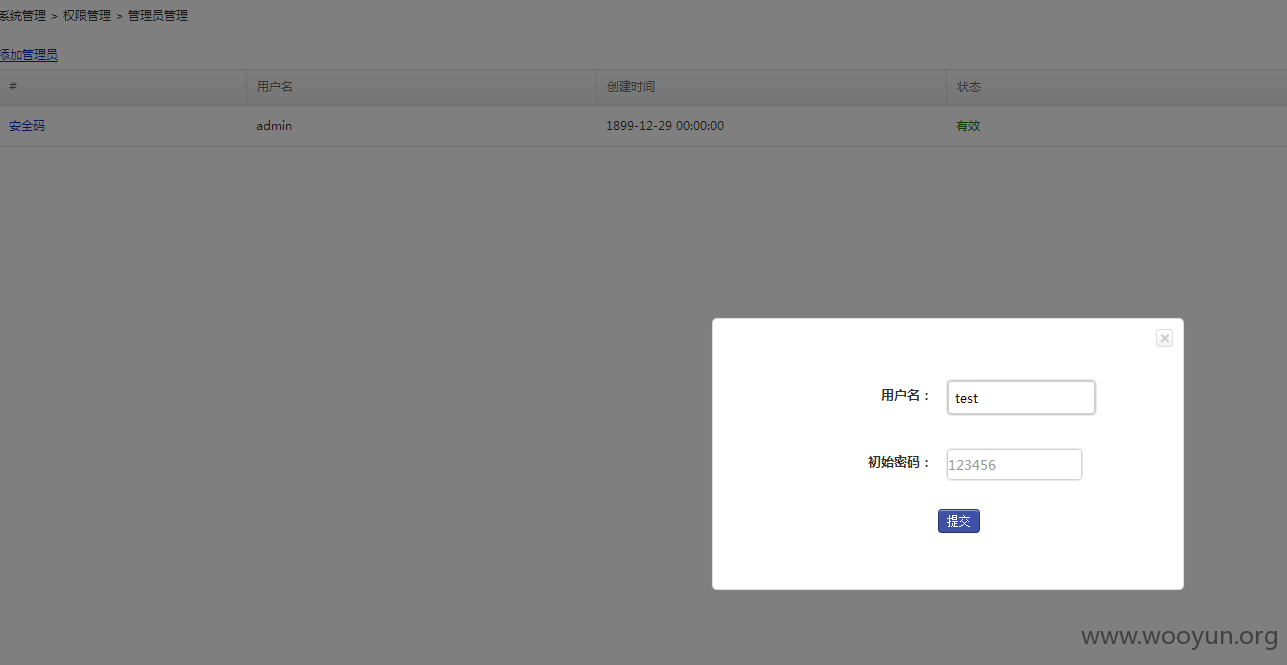 系统管理 > 权限管理 > 管理员管理
添加管理员
# 用户名 创建时间 状态
安全码 admin 1899-12-29 00:00:00 有效
用户名： test
初始密码： 123456
提交
www.wooyun.org